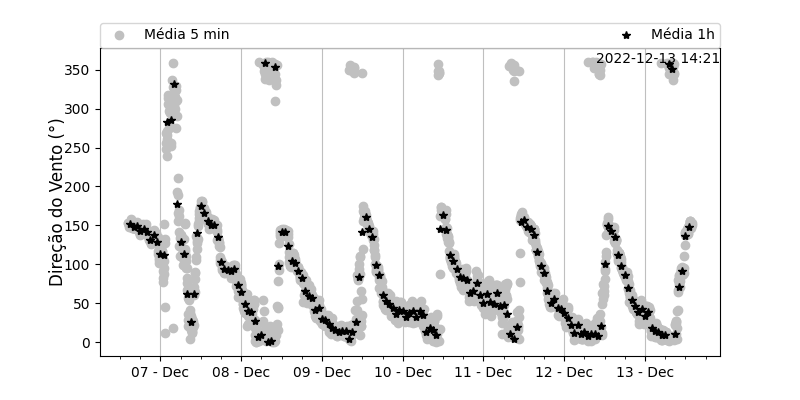 Média 5 min
Média 1h
2022-12-13 14:21
Direção do Vento (°)
350
300
250
200
150
100
50
0
07 - Dec
08 - Dec
09 - Dec
10 - Dec
11 - Dec
12 - Dec
13 - Dec